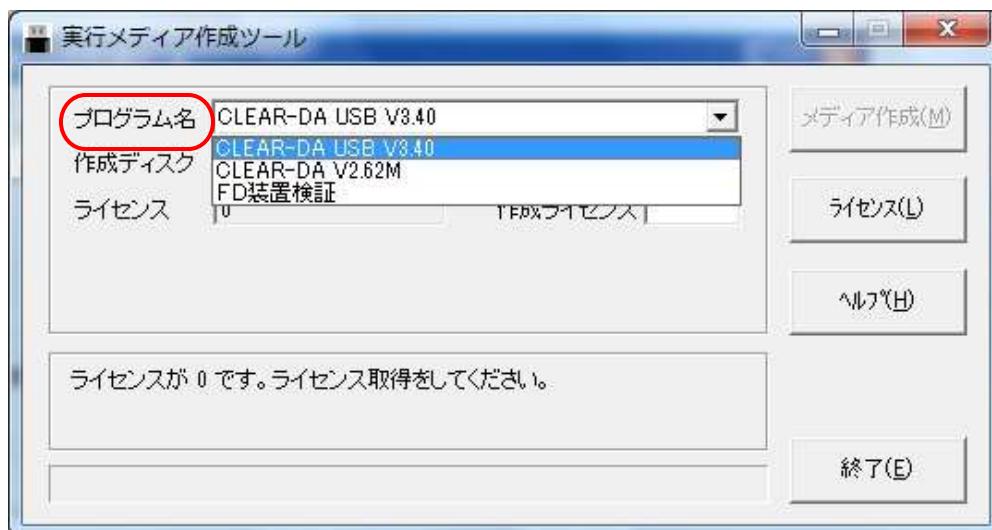 実行メディア作成ツール
プログラム名 CLEAR-DA USB V3.40
メディア作成(M)
作成ディスク
CLEAR-DA USB V3.40
CLEAR-DA V2.62M
FD装置検証
ライセンス 0 作成ライセンス
ライセンス(L)
ヘルプ(H)
ライセンスが 0 です。ライセンス取得をしてください。
終了(E)